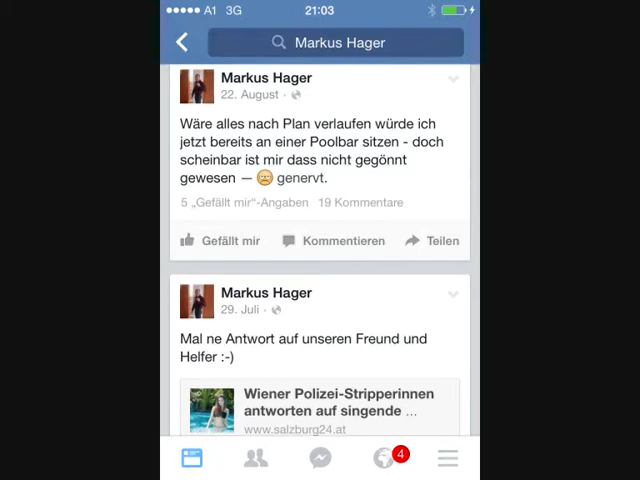 A1 3G 21:03
Markus Hager
Markus Hager
22. August ·
Wäre alles nach Plan verlaufen würde ich
jetzt bereits an einer Poolbar sitzen - doch
scheinbar ist mir dass nicht gegönnt
gewesen — genervt.
5 „Gefällt mir“-Angaben 19 Kommentare
Gefällt mir Kommentieren Teilen
Markus Hager
29. Juli ·
Mal ne Antwort auf unseren Freund und
Helfer :-)
Wiener Polizei-Stripperinnen
antworten auf singende ...
www.salzburg24.at
4